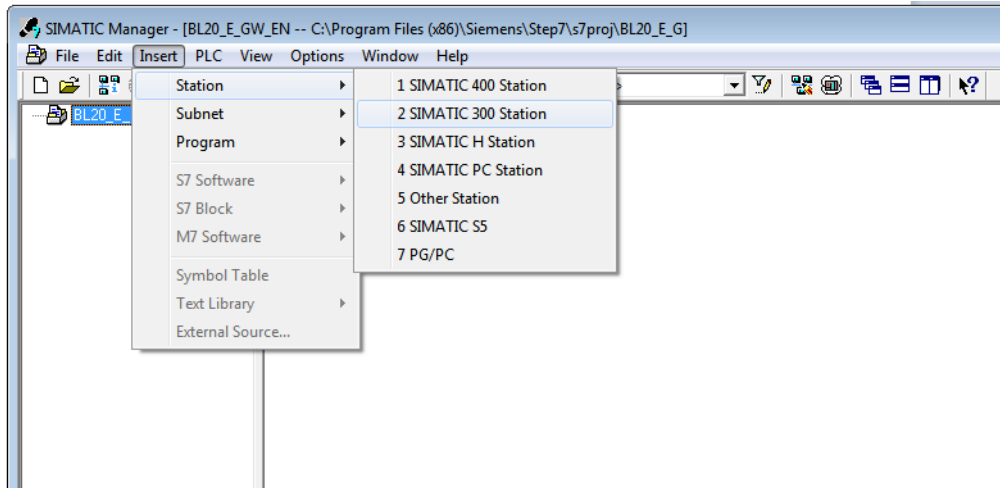 SIMATIC Manager - [BL20_E_GW_EN -- C:\Program Files (x86)\Siemens\Step7\s7proj\BL20_E_G]
File Edit Insert PLC View Options Window Help
BL20_E_
Station
Subnet
Program
S7 Software
S7 Block
M7 Software
Symbol Table
Text Library
External Source...
1 SIMATIC 400 Station
2 SIMATIC 300 Station
3 SIMATIC H Station
4 SIMATIC PC Station
5 Other Station
6 SIMATIC S5
7 PG/PC